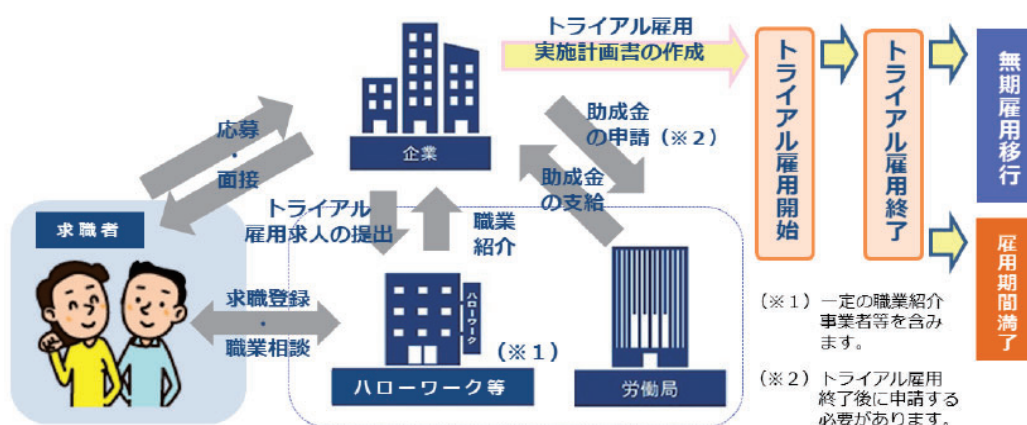 トライアル雇用
実施計画書の作成
トライアル雇用開始
トライアル雇用終了
無期雇用移行
雇用期間満了
企業
応募
・
面接
助成金
の申請（※２）
助成金
の支給
求職者
トライアル
雇用求人の提出
職業
紹介
求職登録
・
職業相談
ハローワーク
（※１）
ハローワーク等
労働局
（※１）一定の職業紹介
事業者等を含み
ます。
（※２）トライアル雇用
終了後に申請する
必要があります。